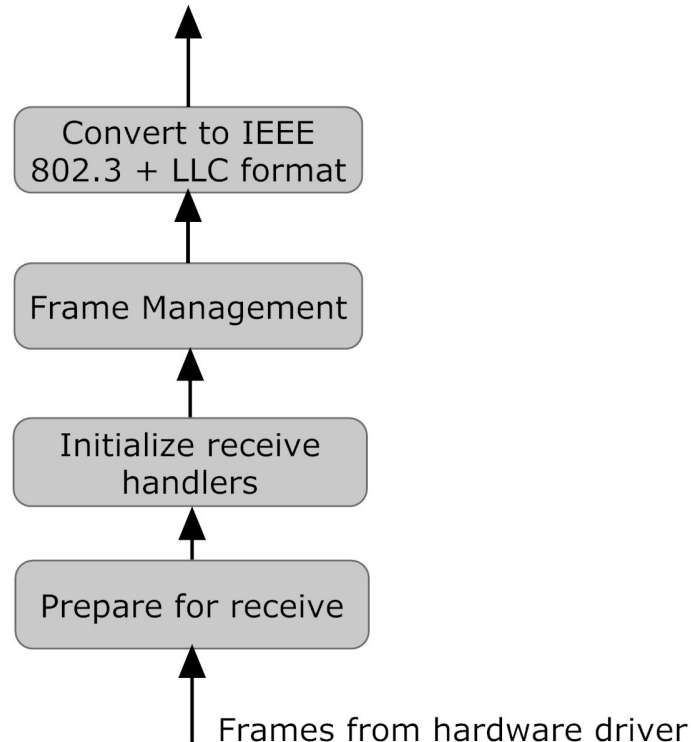 Convert to IEEE
802.3 + LLC format
Frame Management
Initialize receive
handlers
Prepare for receive
Frames from hardware driver